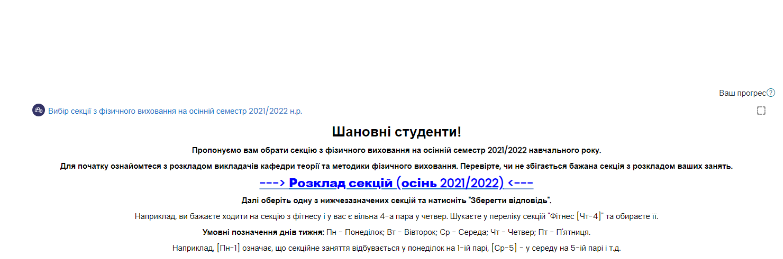 Ваш прогрес
Вибір секції з фізичного виховання на осінній семестр 2021/2022 н.р.
Шановні студенти!
Пропонуємо вам обрати секцію з фізичного виховання на осінній семестр 2021/2022 навчального року.
Для початку ознайомтеся з розкладом викладачів кафедри теорії та методики фізичного виховання. Перевірте, чи не збігається бажана секція з розкладом ваших занять.
---> Розклад секцій (осінь 2021/2022) <---
Далі оберіть одну з нижчезазначених секцій та натисніть "Зберегти відповідь".
Наприклад, ви бажаєте ходити на секцію з фітнесу і у вас є вільна 4-а пара у четвер. Шукаєте у переліку секцій "Фітнес [Чт-4]" та обираєте її.
Умовні позначення днів тижня: Пн - Понеділок; Вт - Вівторок; Ср - Середа; Чт - Четвер; Пт - П'ятниця.
Наприклад, [Пн-1] означає, що секційне заняття відбувається у понеділок на 1-ій парі, [Ср-5] - у середу на 5-ій парі і т.д.